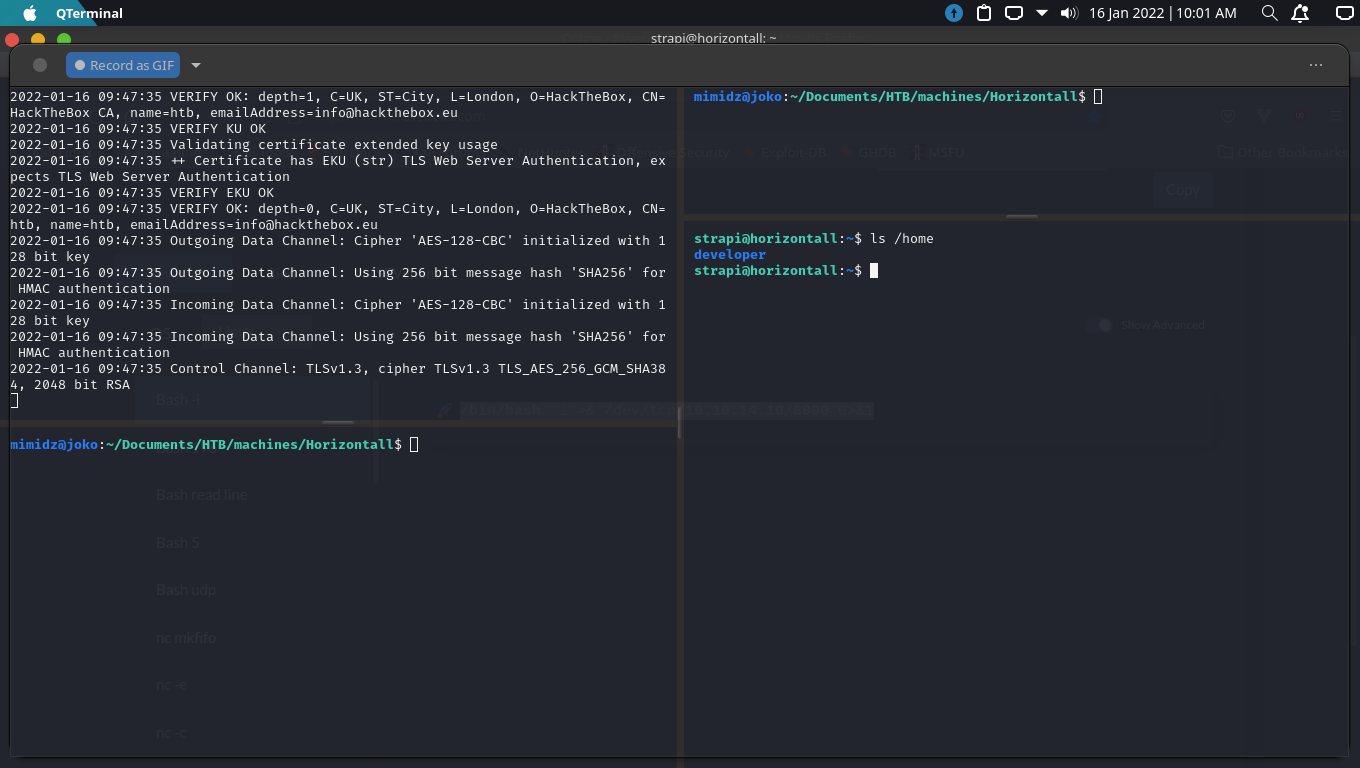 QTerminal
16 Jan 2022 | 10:01 AM
strapi@horizontall: ~
Record as GIF
2022-01-16 09:47:35 VERIFY OK: depth=1, C=UK, ST=City, L=London, O=HackTheBox, CN=
HackTheBox CA, name=htb, emailAddress=info@hackthebox.eu
2022-01-16 09:47:35 VERIFY KU OK
2022-01-16 09:47:35 Validating certificate extended key usage
2022-01-16 09:47:35 ++ Certificate has EKU (str) TLS Web Server Authentication, ex
pects TLS Web Server Authentication
2022-01-16 09:47:35 VERIFY EKU OK
2022-01-16 09:47:35 VERIFY OK: depth=0, C=UK, ST=City, L=London, O=HackTheBox, CN=
htb, name=htb, emailAddress=info@hackthebox.eu
2022-01-16 09:47:35 Outgoing Data Channel: Cipher 'AES-128-CBC' initialized with 1
28 bit key
2022-01-16 09:47:35 Outgoing Data Channel: Using 256 bit message hash 'SHA256' for
 HMAC authentication
2022-01-16 09:47:35 Incoming Data Channel: Cipher 'AES-128-CBC' initialized with 1
28 bit key
2022-01-16 09:47:35 Incoming Data Channel: Using 256 bit message hash 'SHA256' for
 HMAC authentication
2022-01-16 09:47:35 Control Channel: TLSv1.3, cipher TLSv1.3 TLS_AES_256_GCM_SHA38
4, 2048 bit RSA
mimidz@joko:~/Documents/HTB/machines/Horizontall$
mimidz@joko:~/Documents/HTB/machines/Horizontall$
Exploit-DB
GHDB
MSFU
Other Bookmarks
Copy
strapi@horizontall:~$ ls /home
developer
strapi@horizontall:~$
Show Advanced
Bash -i
Bash read line
Bash 5
Bash udp
nc mkfifo
nc -e
nc -c